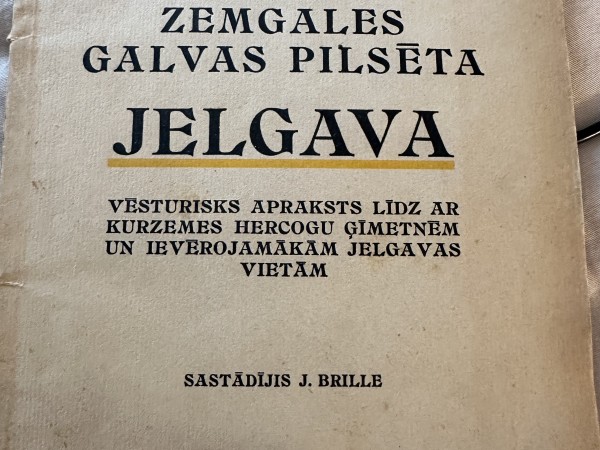 ZEMGALES
GALVAS PILSĒTA
JELGAVA
VĒSTURISKS APRAKSTS LĪDZ AR
KURZEMES HERCOGU ĢĪMETNĒM
UN IEVĒROJAMĀKĀM JELGAVAS
VIETĀM
SASTĀDĪJIS J. BRILLE